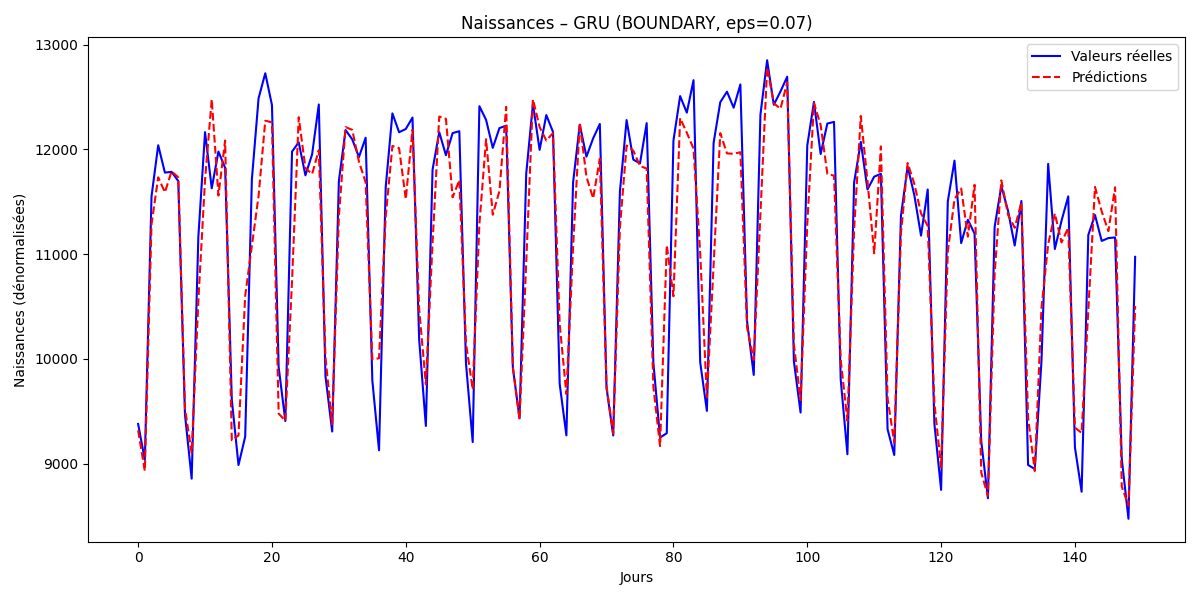 Naissances – GRU (BOUNDARY, eps=0.07)
Valeurs réelles
Prédictions
13000
12000
11000
10000
9000
Naissances (dénormalisées)
0 20 40 60 80 100 120 140
Jours